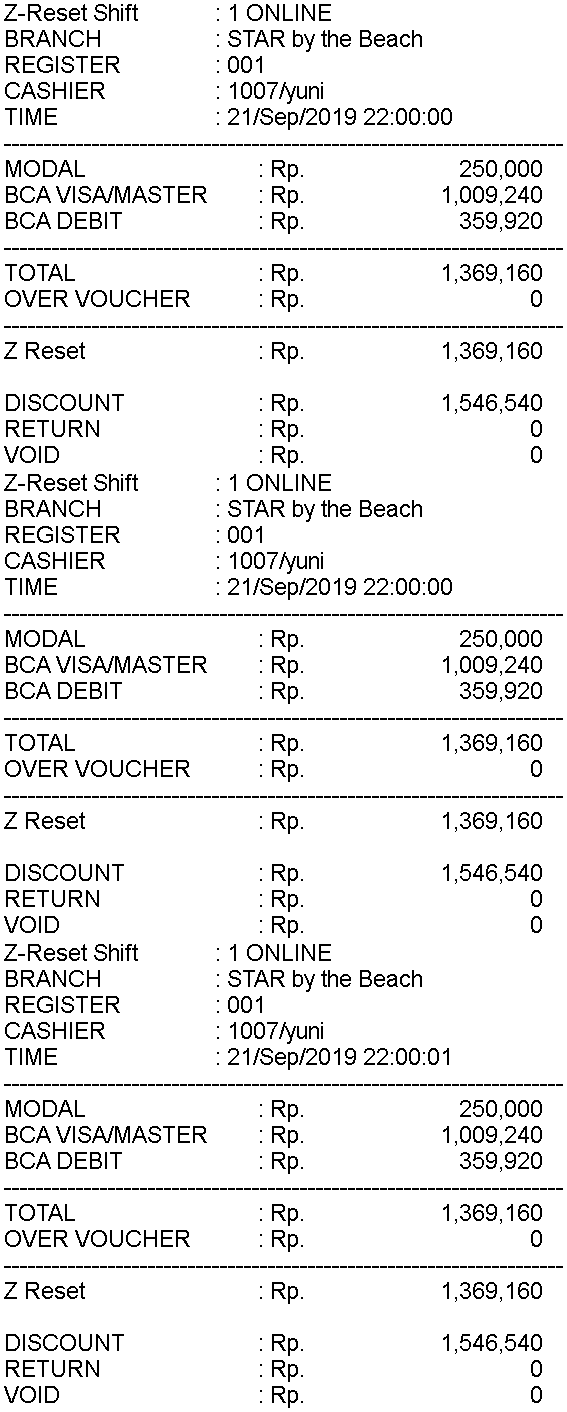 Z-Reset Shift : 1 ONLINE
BRANCH : STAR by the Beach
REGISTER : 001
CASHIER : 1007/yuni
TIME : 21/Sep/2019 22:00:00
--------------------------------------------------------------------------------
MODAL : Rp. 250,000
BCA VISA/MASTER : Rp. 1,009,240
BCA DEBIT : Rp. 359,920
--------------------------------------------------------------------------------
TOTAL : Rp. 1,369,160
OVER VOUCHER : Rp. 0
--------------------------------------------------------------------------------
Z Reset : Rp. 1,369,160
DISCOUNT : Rp. 1,546,540
RETURN : Rp. 0
VOID : Rp. 0
Z-Reset Shift : 1 ONLINE
BRANCH : STAR by the Beach
REGISTER : 001
CASHIER : 1007/yuni
TIME : 21/Sep/2019 22:00:00
--------------------------------------------------------------------------------
MODAL : Rp. 250,000
BCA VISA/MASTER : Rp. 1,009,240
BCA DEBIT : Rp. 359,920
--------------------------------------------------------------------------------
TOTAL : Rp. 1,369,160
OVER VOUCHER : Rp. 0
--------------------------------------------------------------------------------
Z Reset : Rp. 1,369,160
DISCOUNT : Rp. 1,546,540
RETURN : Rp. 0
VOID : Rp. 0
Z-Reset Shift : 1 ONLINE
BRANCH : STAR by the Beach
REGISTER : 001
CASHIER : 1007/yuni
TIME : 21/Sep/2019 22:00:01
--------------------------------------------------------------------------------
MODAL : Rp. 250,000
BCA VISA/MASTER : Rp. 1,009,240
BCA DEBIT : Rp. 359,920
--------------------------------------------------------------------------------
TOTAL : Rp. 1,369,160
OVER VOUCHER : Rp. 0
--------------------------------------------------------------------------------
Z Reset : Rp. 1,369,160
DISCOUNT : Rp. 1,546,540
RETURN : Rp. 0
VOID : Rp. 0